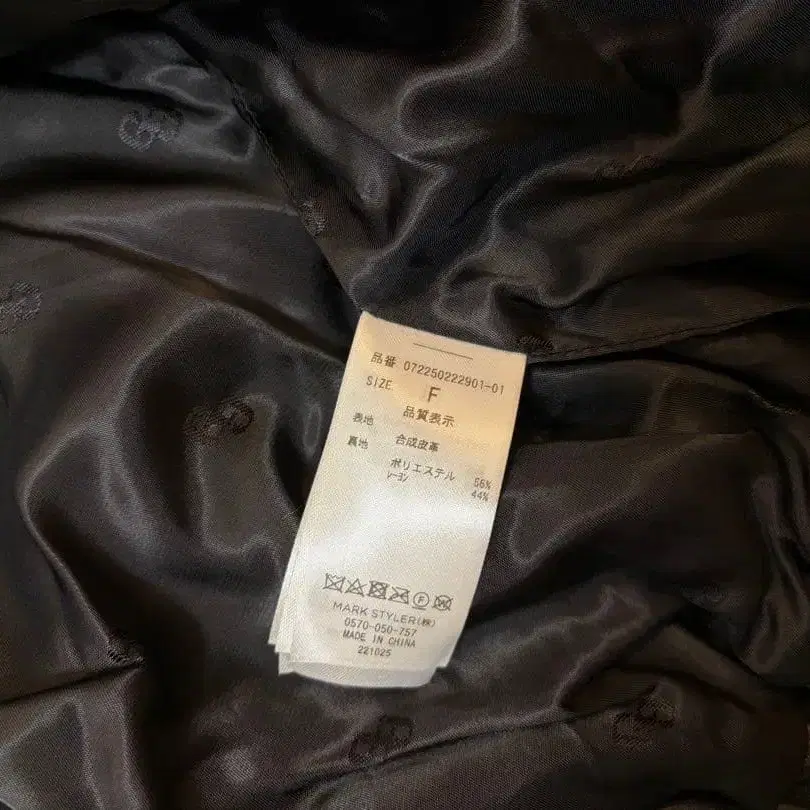 品番 072250222901-01
SIZE F
品質表示
表地 合成皮革
裏地
ポリエステル 56%
レーヨン 44%
MARK STYLER(株)
0570-050-757
MADE IN CHINA
221025